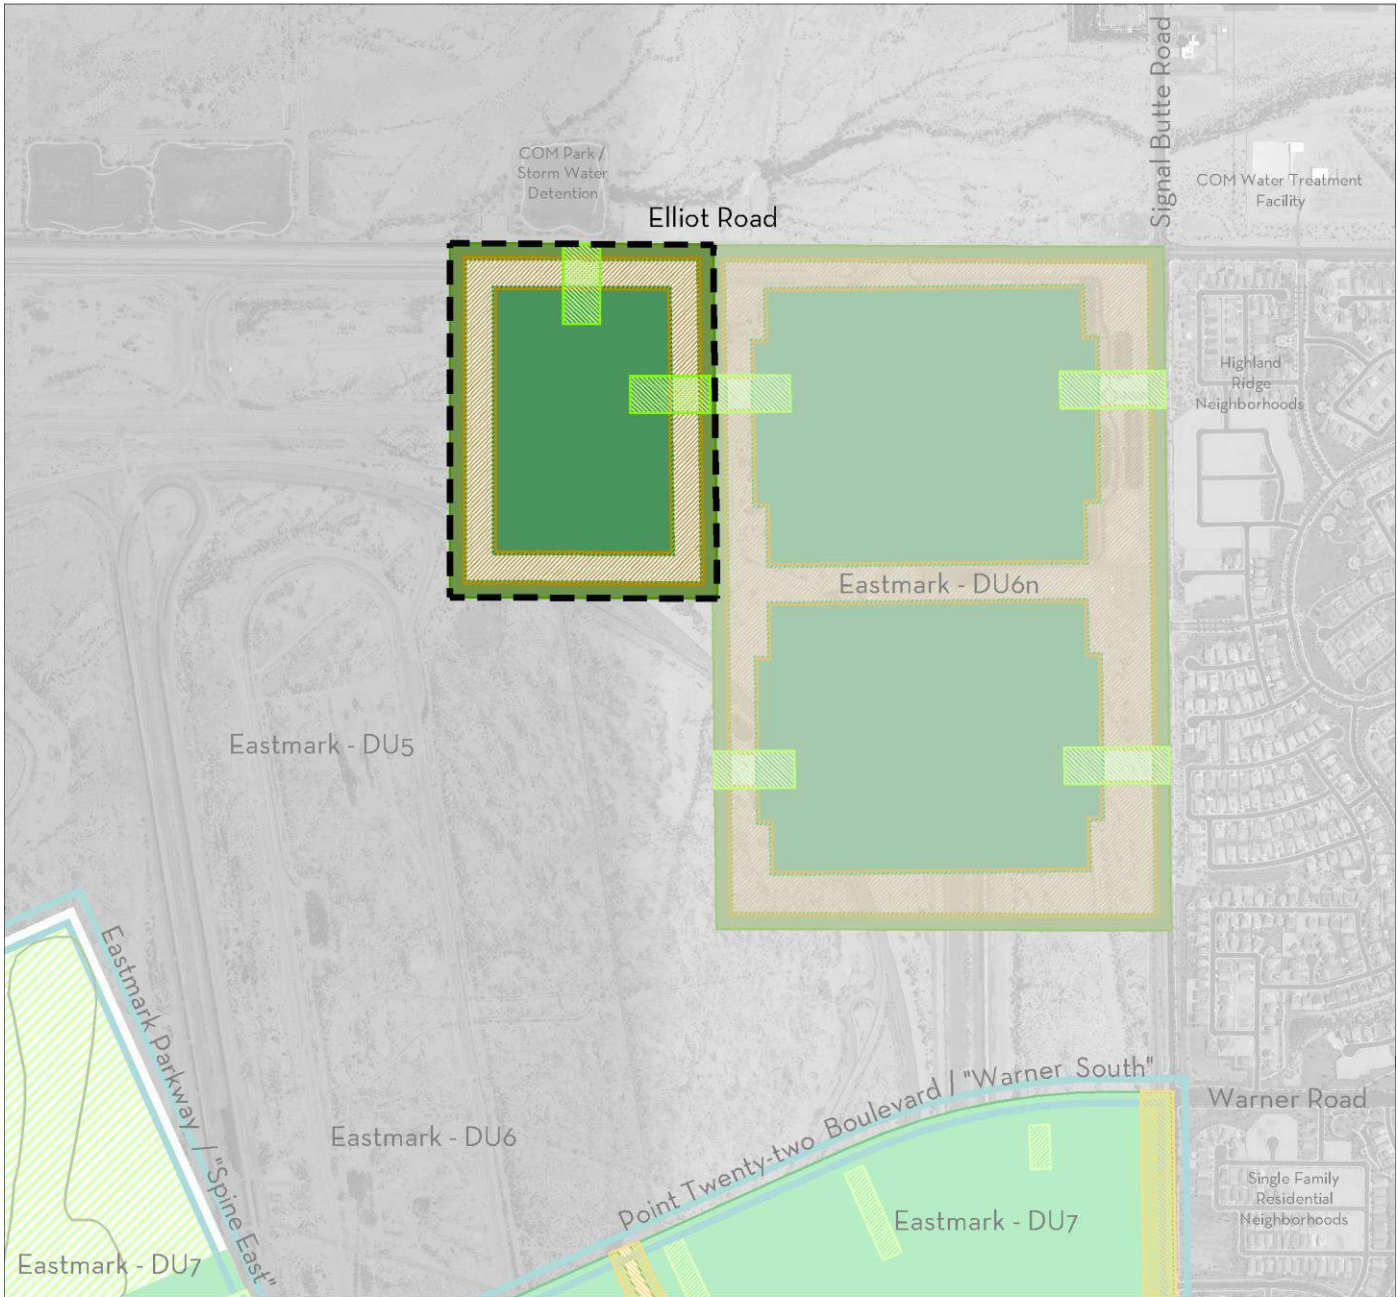 Signal Butte Road
COM Park /
Storm Water
Detention
COM Water Treatment
Facility
Elliot Road
Highland
Ridge
Neighborhoods
Eastmark - DU6n
Eastmark - DU5
Eastmark Parkway / "Spine East"
Point Twenty-two Boulevard / "Warner South"
Warner Road
Eastmark - DU6
Single Family
Residential
Neighborhoods
Eastmark - DU7
Eastmark - DU7